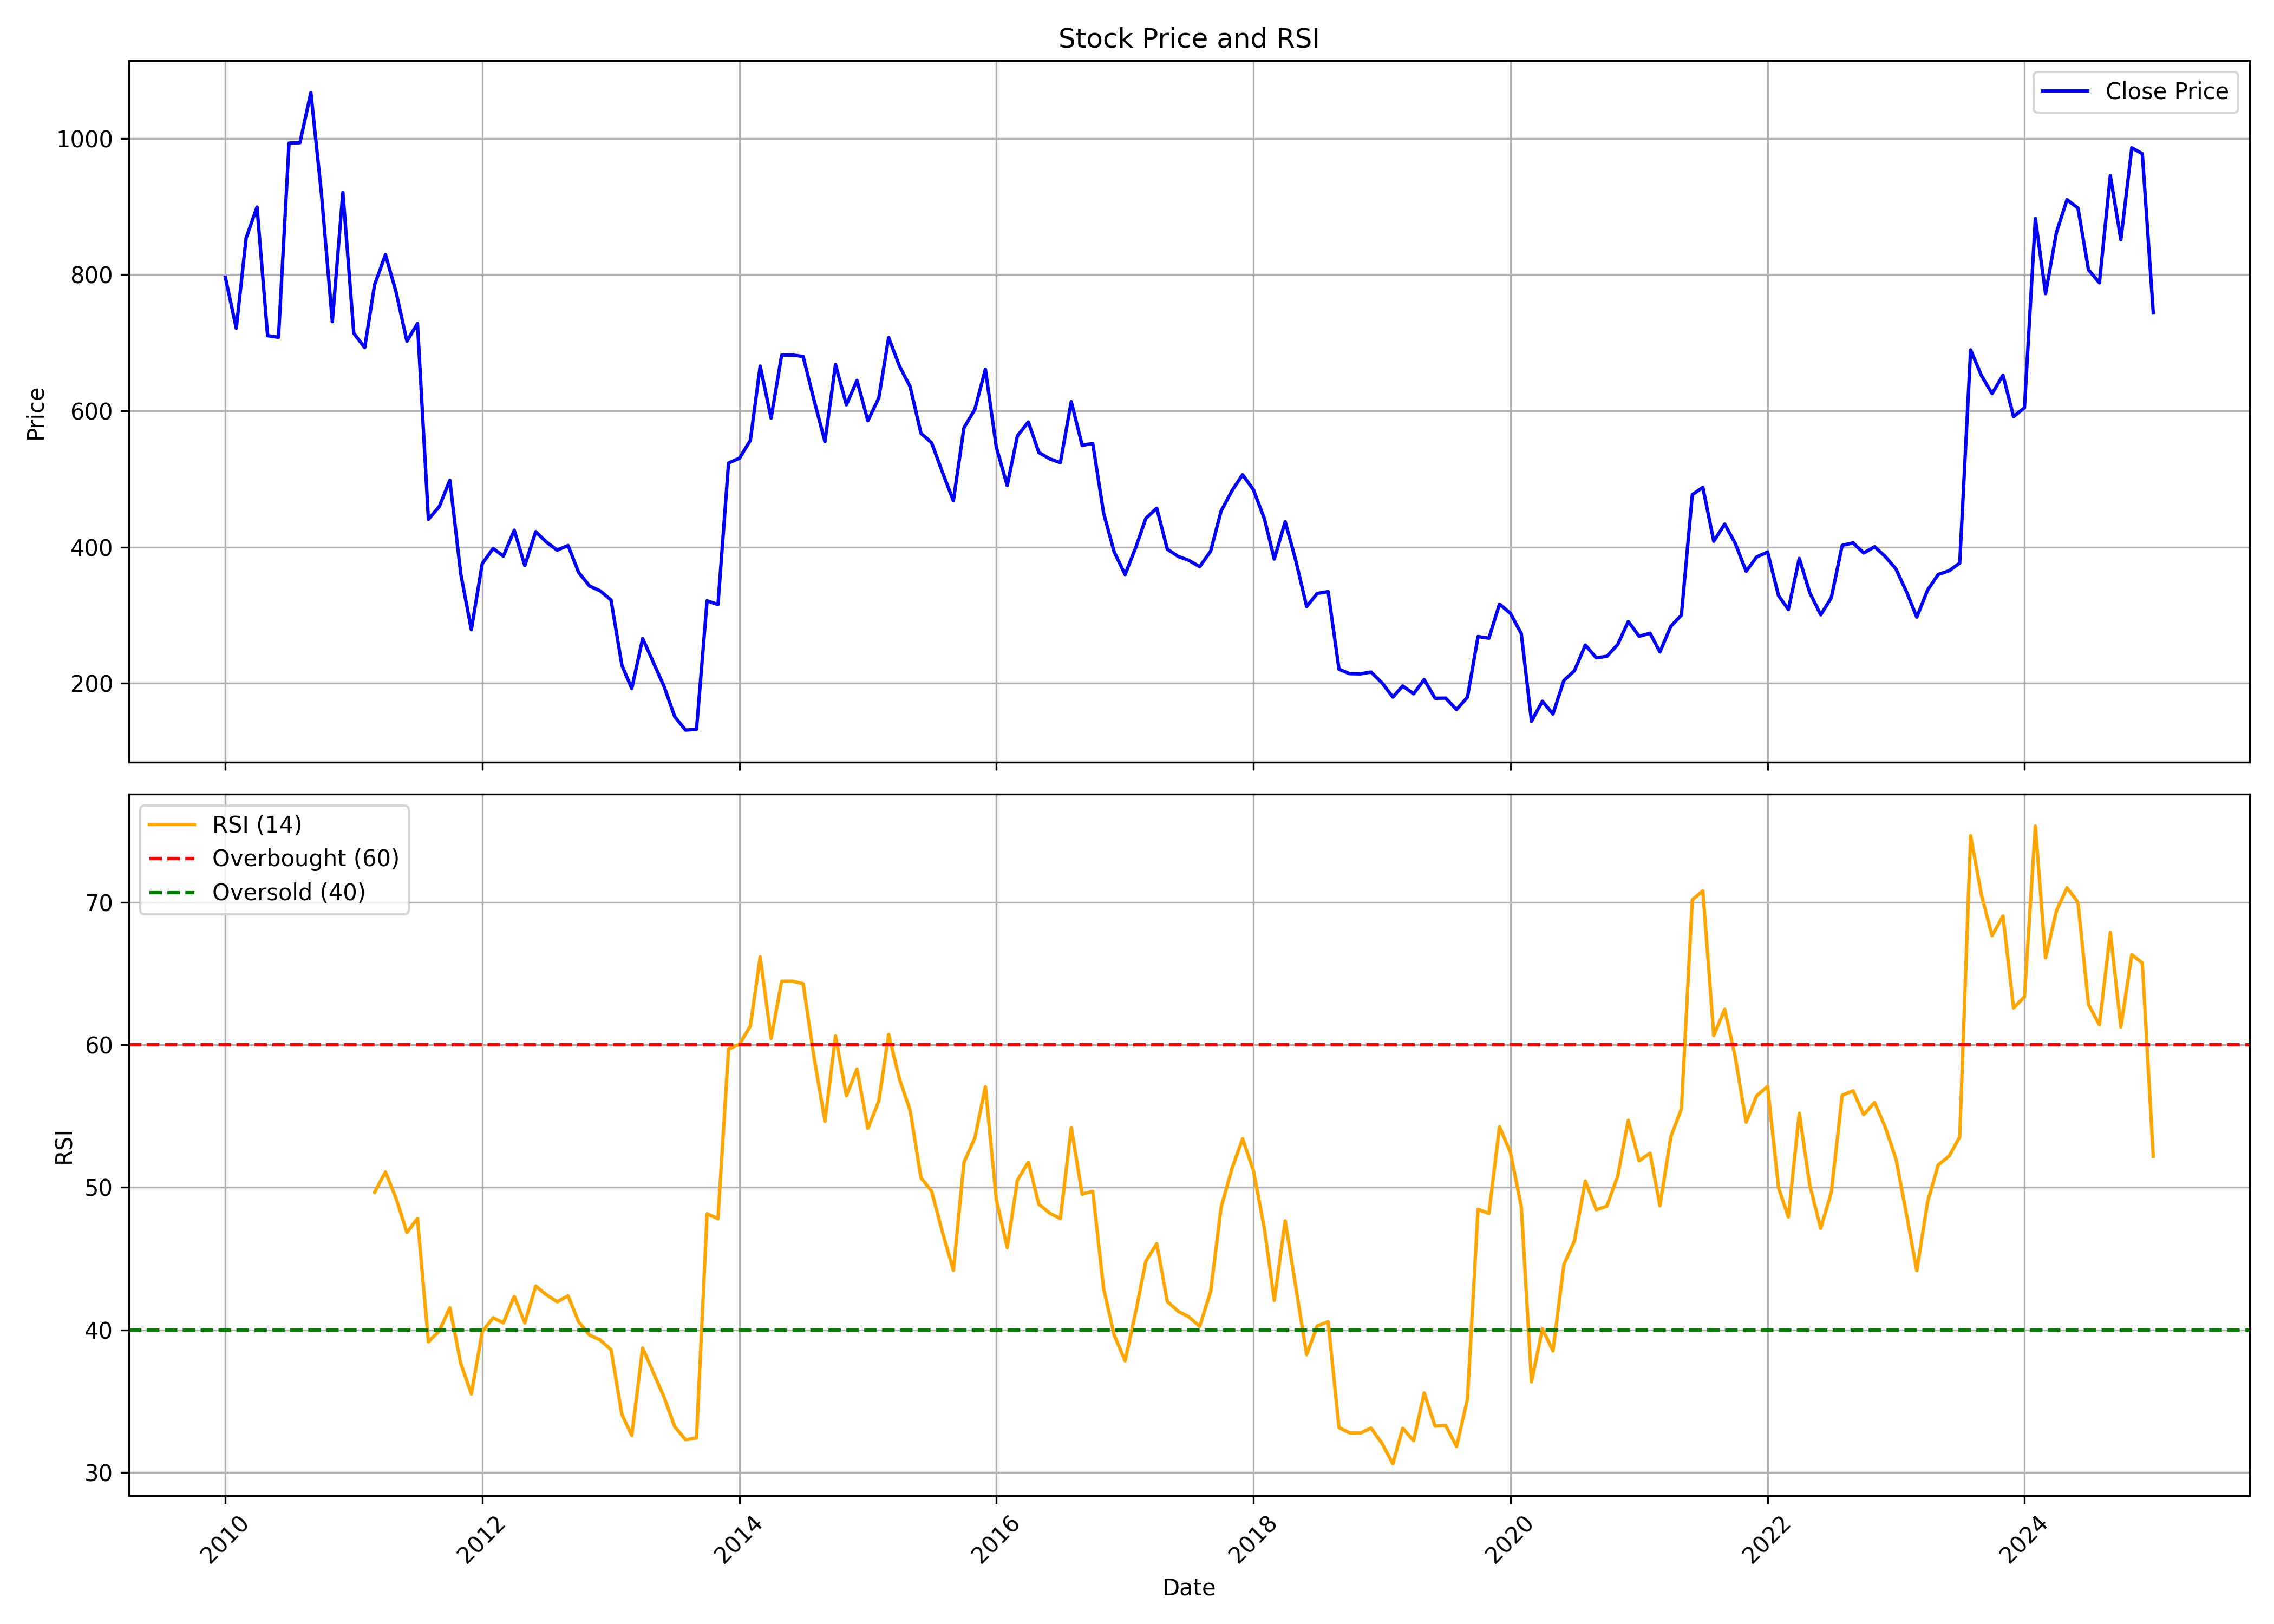 Stock Price and RSI
Close Price
1000
800
600
400
200
Price
RSI (14)
Overbought (60)
Oversold (40)
70
60
50
40
30
RSI
2010
2012
2014
2016
2018
2020
2022
2024
Date